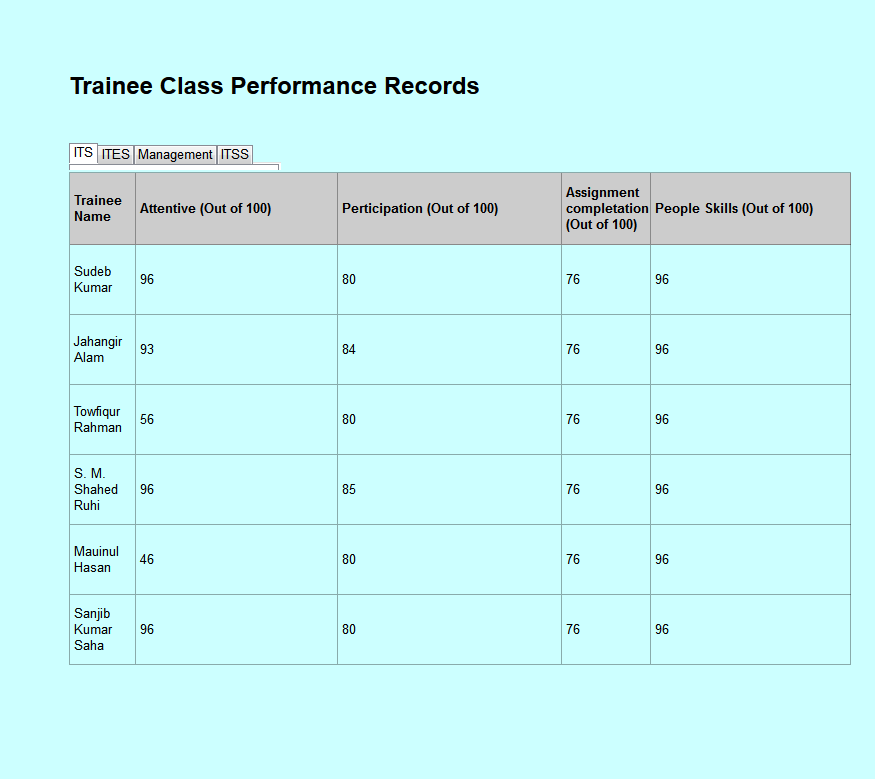 Trainee Class Performance Records
ITS ITES Management ITSS
Trainee
Name
Attentive (Out of 100)
Perticipation (Out of 100)
Assignment
completation
(Out of 100)
People Skills (Out of 100)
Sudeb
Kumar
96
80
76
96
Jahangir
Alam
93
84
76
96
Towfiqur
Rahman
56
80
76
96
S. M.
Shahed
Ruhi
96
85
76
96
Mauinul
Hasan
46
80
76
96
Sanjib
Kumar
Saha
96
80
76
96